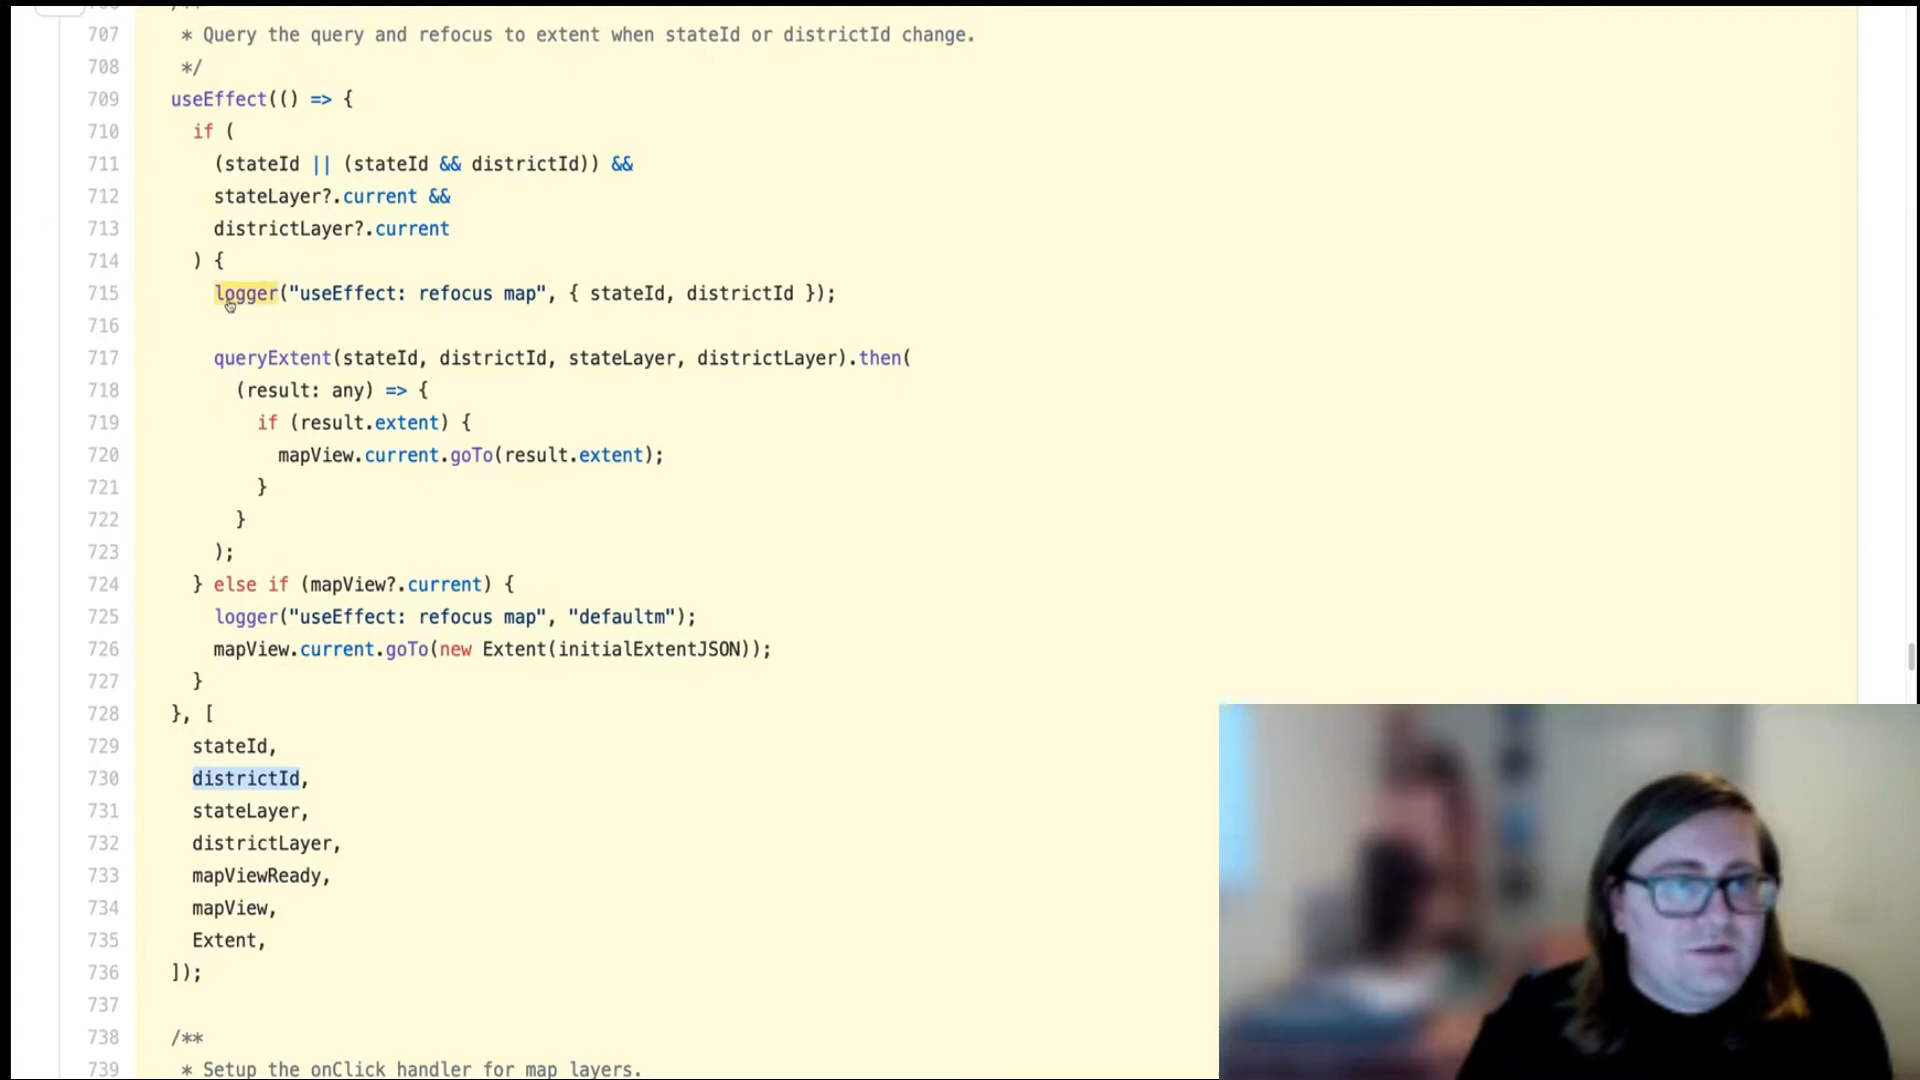 707 * Query the query and refocus to extent when stateId or districtId change.
708 */
709 useEffect(() => {
710 if (
711 (stateId || (stateId && districtId)) &&
712 stateLayer?.current &&
713 districtLayer?.current
714 ) {
715 logger("useEffect: refocus map", { stateId, districtId });
716
717 queryExtent(stateId, districtId, stateLayer, districtLayer).then(
718 (result: any) => {
719 if (result.extent) {
720 mapView.current.goTo(result.extent);
721 }
722 }
723 );
724 } else if (mapView?.current) {
725 logger("useEffect: refocus map", "defaultm");
726 mapView.current.goTo(new Extent(initialExtentJSON));
727 }
728 }, [
729 stateId,
730 districtId,
731 stateLayer,
732 districtLayer,
733 mapViewReady,
734 mapView,
735 Extent,
736 ]);
737
738 /**
739 * Setup the onClick handler for map layers.